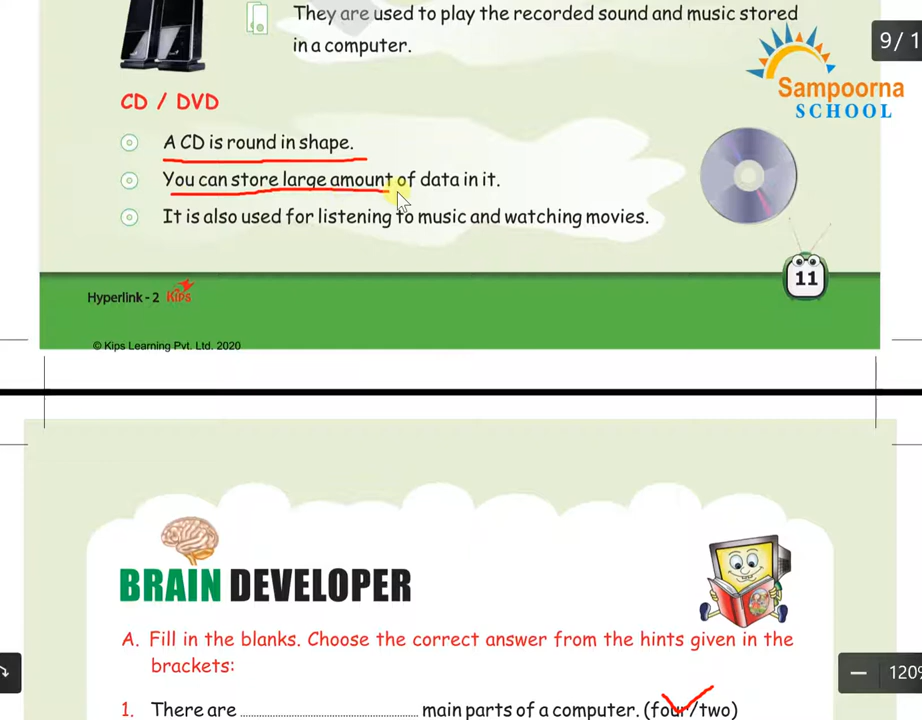 They are used to play the recorded sound and music stored
in a computer.
9/1
Sampoorna
SCHOOL
CD / DVD
A CD is round in shape.
You can store large amount of data in it.
It is also used for listening to music and watching movies.
11
Hyperlink - 2 Kips
© Kips Learning Pvt. Ltd. 2020
BRAIN DEVELOPER
A. Fill in the blanks. Choose the correct answer from the hints given in the
brackets:
120%
1. There are ............................................. main parts of a computer. (four/two)